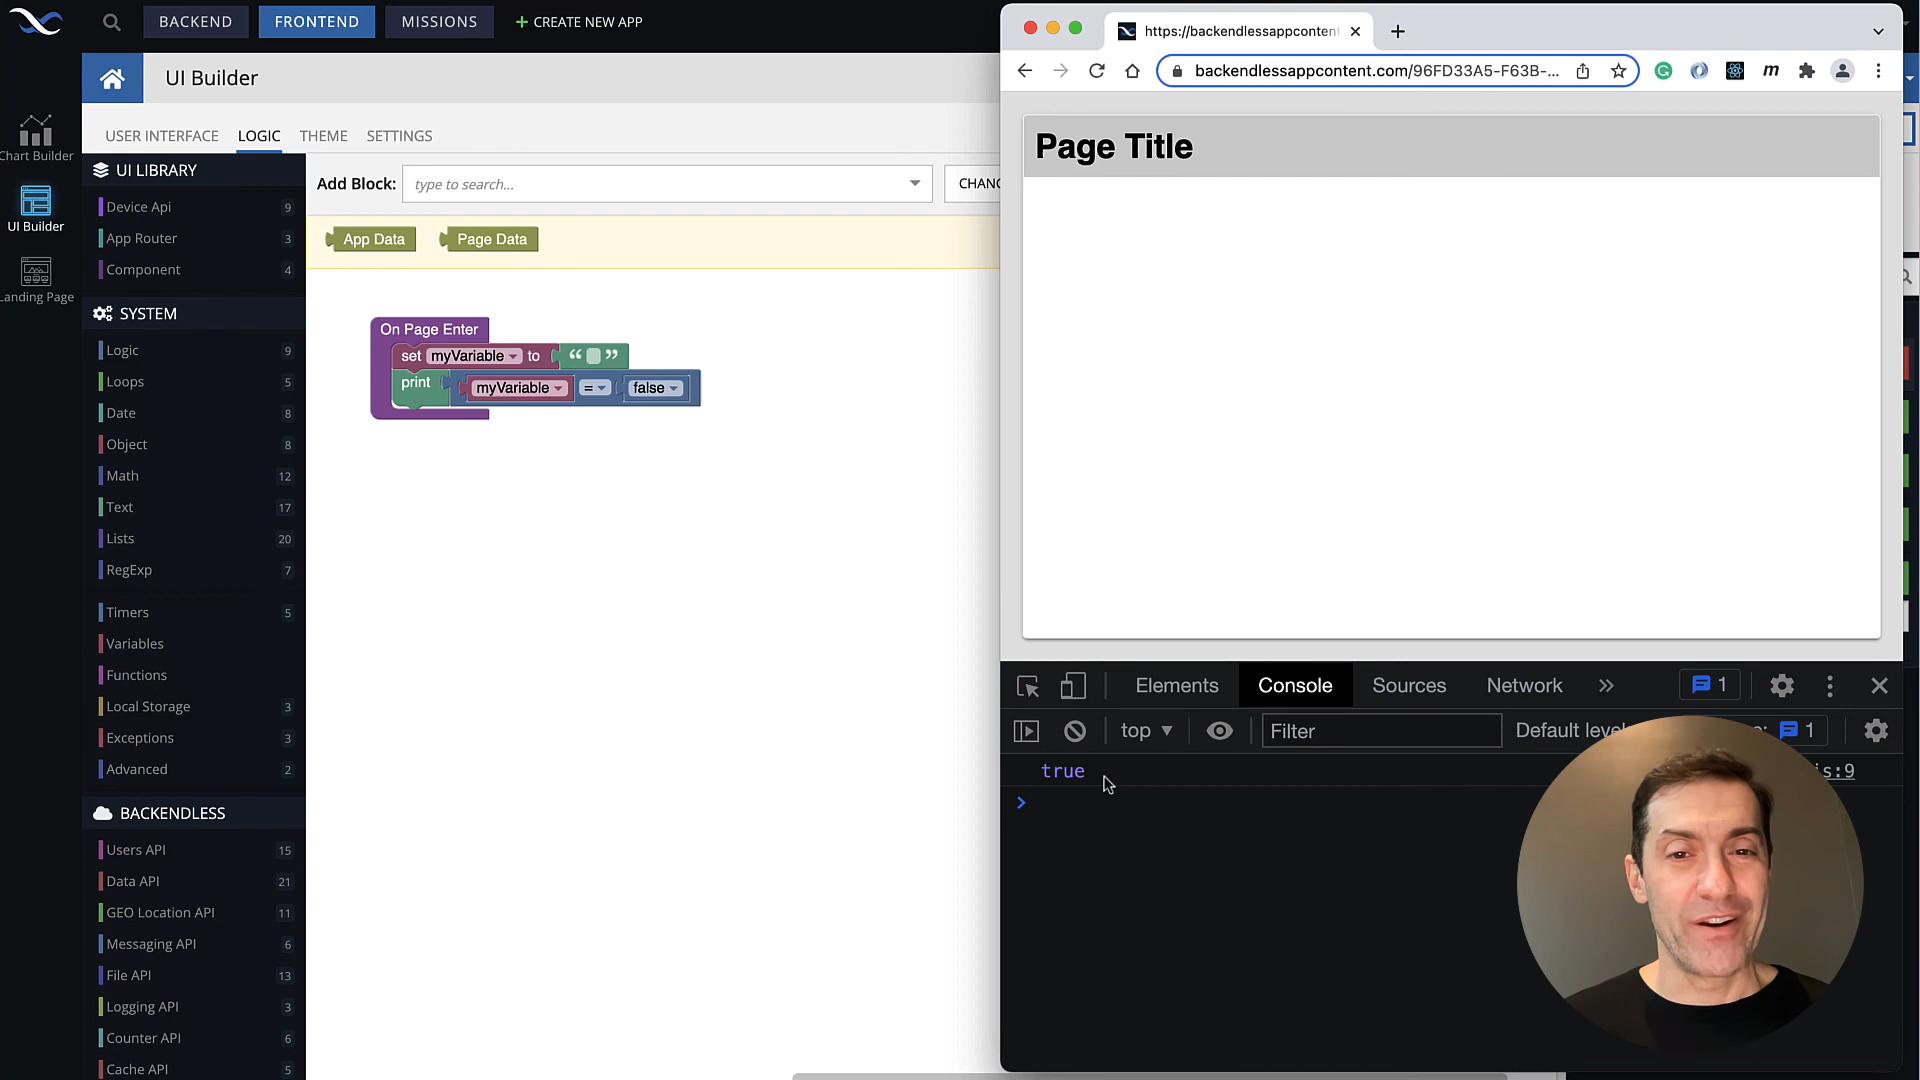 BACKEND
FRONTEND
MISSIONS
+ CREATE NEW APP
UI Builder
USER INTERFACE
LOGIC
THEME
SETTINGS
Chart Builder
UI Builder
Landing Page
UI LIBRARY
Device Api 9
App Router 3
Component 4
SYSTEM
Logic 9
Loops 5
Date 8
Object 8
Math 12
Text 17
Lists 20
RegExp 7
Timers 5
Variables
Functions
Local Storage 3
Exceptions 3
Advanced 2
BACKENDLESS
Users API 15
Data API 21
GEO Location API 11
Messaging API 6
File API 13
Logging API 3
Counter API 6
Cache API 5
Add Block:
type to search...
CHANG
App Data
Page Data
On Page Enter
set myVariable to “ ”
print myVariable = false
https://backendlessappcontent
backendlessappcontent.com/96FD33A5-F63B-...
m
Page Title
Elements
Console
Sources
Network
1
top
Filter
Default leve
: 1
true
s:9